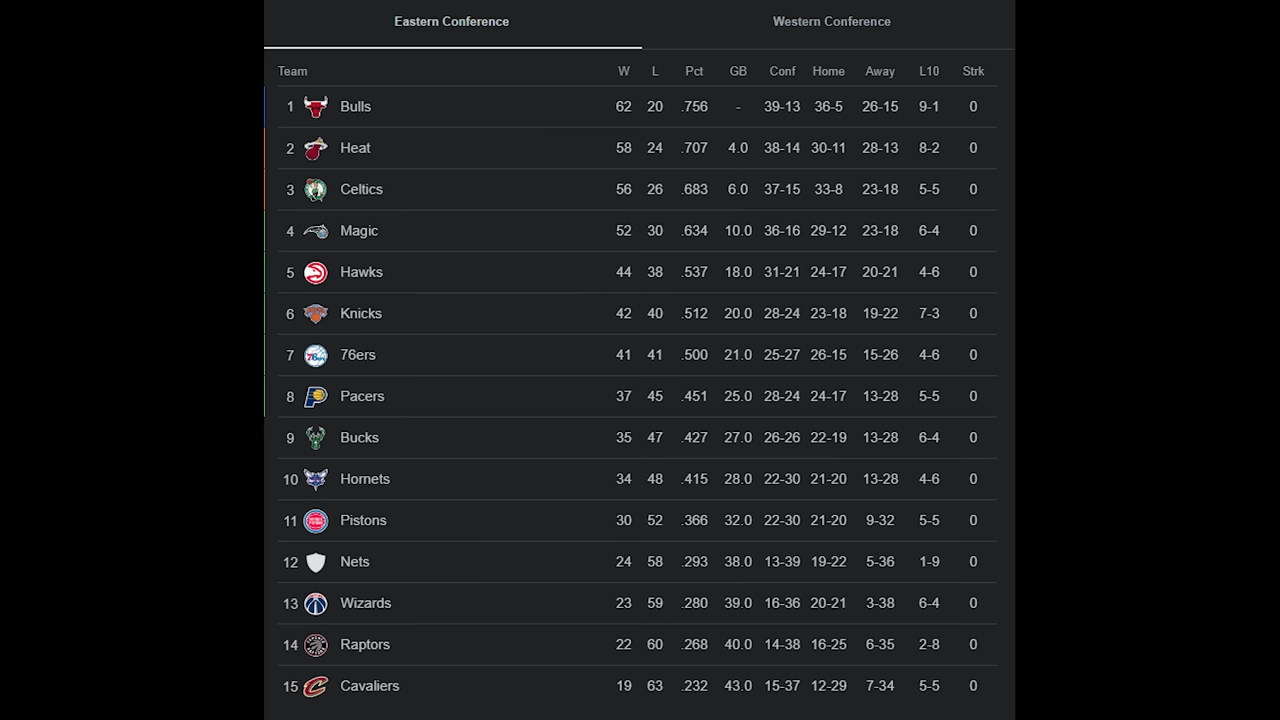 Eastern Conference Western Conference
Team W L Pct GB Conf Home Away L10 Strk
1 Bulls 62 20 .756 - 39-13 36-5 26-15 9-1 0
2 Heat 58 24 .707 4.0 38-14 30-11 28-13 8-2 0
3 Celtics 56 26 .683 6.0 37-15 33-8 23-18 5-5 0
4 Magic 52 30 .634 10.0 36-16 29-12 23-18 6-4 0
5 Hawks 44 38 .537 18.0 31-21 24-17 20-21 4-6 0
6 Knicks 42 40 .512 20.0 28-24 23-18 19-22 7-3 0
7 76ers 41 41 .500 21.0 25-27 26-15 15-26 4-6 0
8 Pacers 37 45 .451 25.0 28-24 24-17 13-28 5-5 0
9 Bucks 35 47 .427 27.0 26-26 22-19 13-28 6-4 0
10 Hornets 34 48 .415 28.0 22-30 21-20 13-28 4-6 0
11 Pistons 30 52 .366 32.0 22-30 21-20 9-32 5-5 0
12 Nets 24 58 .293 38.0 13-39 19-22 5-36 1-9 0
13 Wizards 23 59 .280 39.0 16-36 20-21 3-38 6-4 0
14 Raptors 22 60 .268 40.0 14-38 16-25 6-35 2-8 0
15 Cavaliers 19 63 .232 43.0 15-37 12-29 7-34 5-5 0